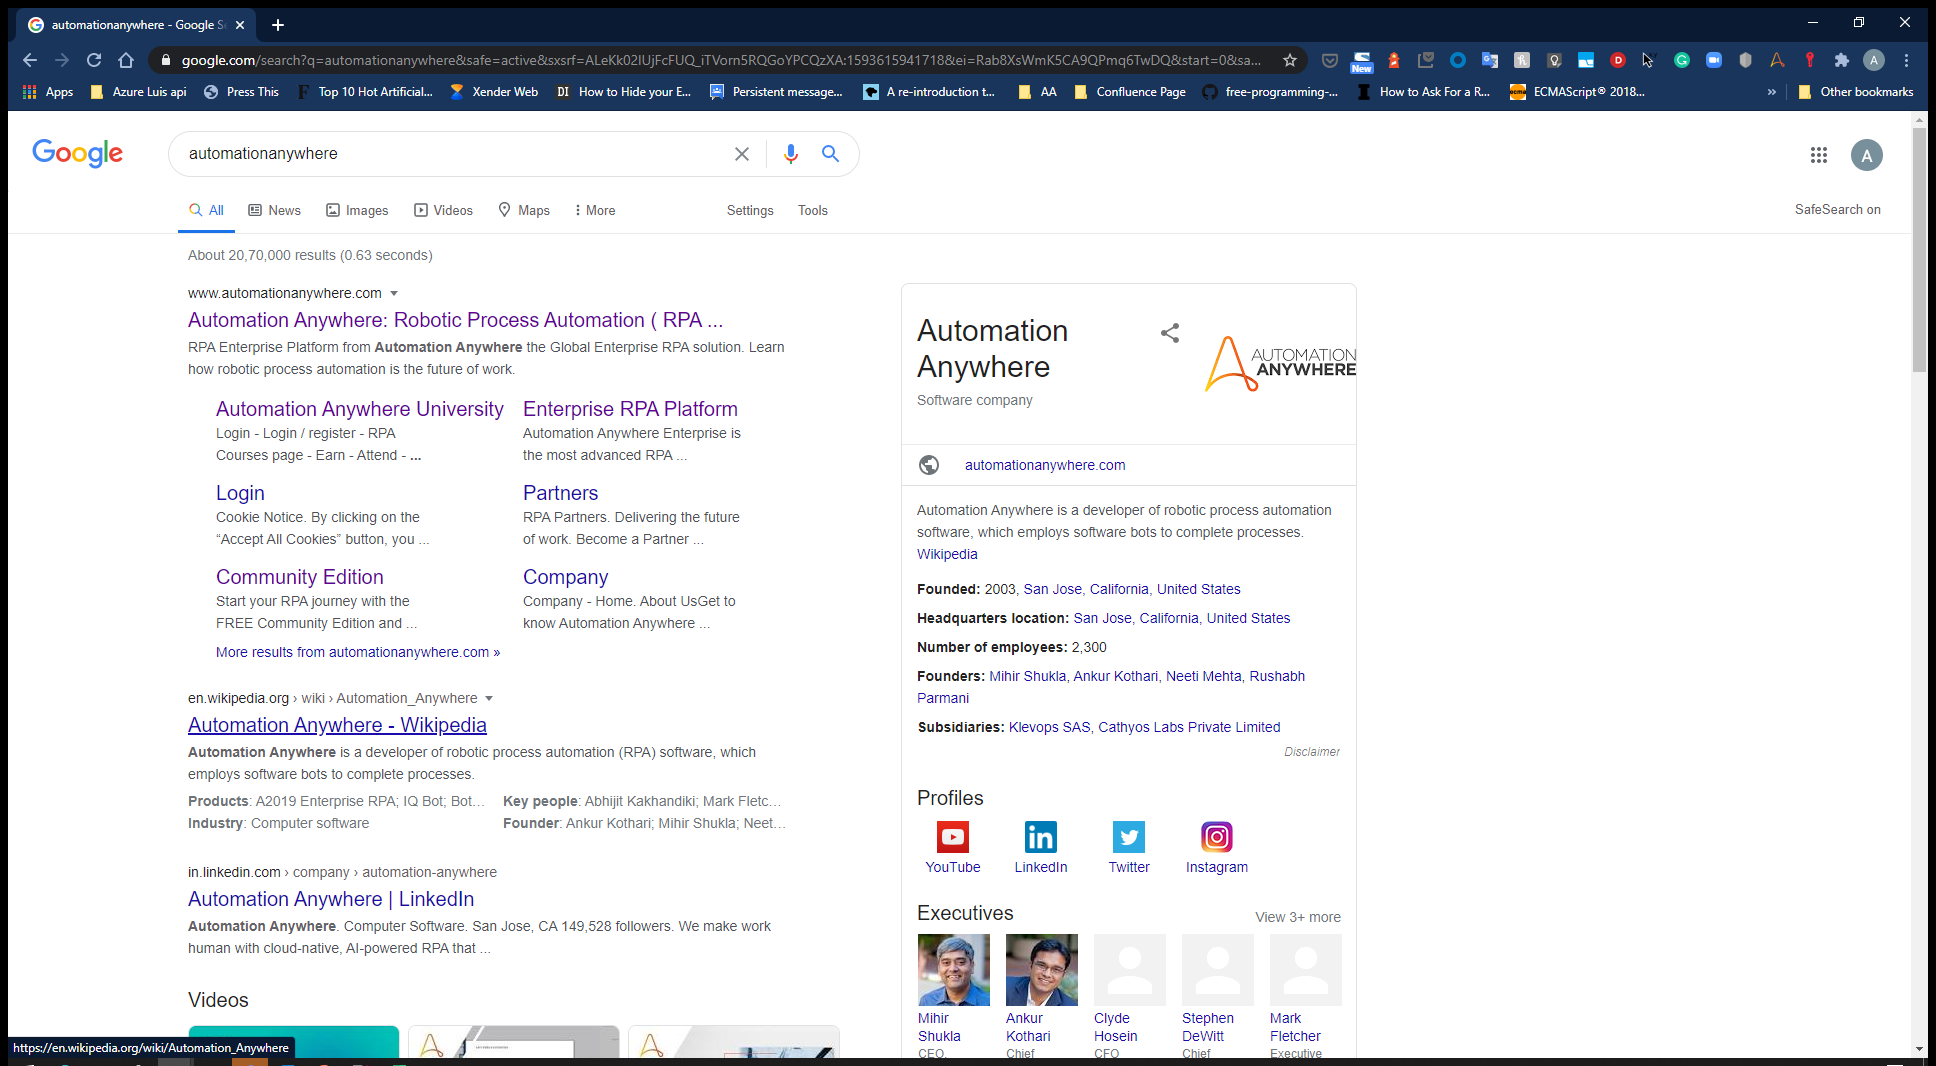 automationanywhere - Google Se
google.com/search?q=automationanywhere&safe=active&sxsrf=ALeKk02IUjFcFUQ_iTVorn5RQGoYPCQzXA:1593615941718&ei=Rab8XsWmK5CA9QPmq6TwDQ&start=0&sa...
New
A
Apps
Azure Luis api
Press This
Top 10 Hot Artificial...
Xender Web
DI How to Hide your E...
Persistent message...
A re-introduction t...
AA
Confluence Page
free-programming-...
How to Ask For a R...
ECMAScript® 2018...
»
Other bookmarks
Google
automationanywhere
A
All
News
Images
Videos
Maps
More
Settings
Tools
SafeSearch on
About 20,70,000 results (0.63 seconds)
www.automationanywhere.com
Automation Anywhere: Robotic Process Automation ( RPA ...
RPA Enterprise Platform from Automation Anywhere the Global Enterprise RPA solution. Learn
how robotic process automation is the future of work.
Automation Anywhere University
Login - Login / register - RPA
Courses page - Earn - Attend - ...
Enterprise RPA Platform
Automation Anywhere Enterprise is
the most advanced RPA ...
Login
Cookie Notice. By clicking on the
“Accept All Cookies” button, you ...
Partners
RPA Partners. Delivering the future
of work. Become a Partner ...
Community Edition
Start your RPA journey with the
FREE Community Edition and ...
Company
Company - Home. About UsGet to
know Automation Anywhere ...
More results from automationanywhere.com »
en.wikipedia.org › wiki › Automation_Anywhere
Automation Anywhere - Wikipedia
Automation Anywhere is a developer of robotic process automation (RPA) software, which
employs software bots to complete processes.
Products: A2019 Enterprise RPA; IQ Bot; Bot...
Key people: Abhijit Kakhandiki; Mark Fletc...
Industry: Computer software
Founder: Ankur Kothari; Mihir Shukla; Neet...
in.linkedin.com › company › automation-anywhere
Automation Anywhere | LinkedIn
Automation Anywhere. Computer Software. San Jose, CA 149,528 followers. We make work
human with cloud-native, AI-powered RPA that ...
Videos
https://en.wikipedia.org/wiki/Automation_Anywhere
Automation
Anywhere
Software company
AUTOMATION
ANYWHERE
automationanywhere.com
Automation Anywhere is a developer of robotic process automation
software, which employs software bots to complete processes.
Wikipedia
Founded: 2003, San Jose, California, United States
Headquarters location: San Jose, California, United States
Number of employees: 2,300
Founders: Mihir Shukla, Ankur Kothari, Neeti Mehta, Rushabh
Parmani
Subsidiaries: Klevops SAS, Cathyos Labs Private Limited
Disclaimer
Profiles
YouTube
LinkedIn
Twitter
Instagram
Executives
View 3+ more
Mihir
Shukla
CEO,
Ankur
Kothari
Chief
Clyde
Hosein
CFO
Stephen
DeWitt
Chief
Mark
Fletcher
Executive